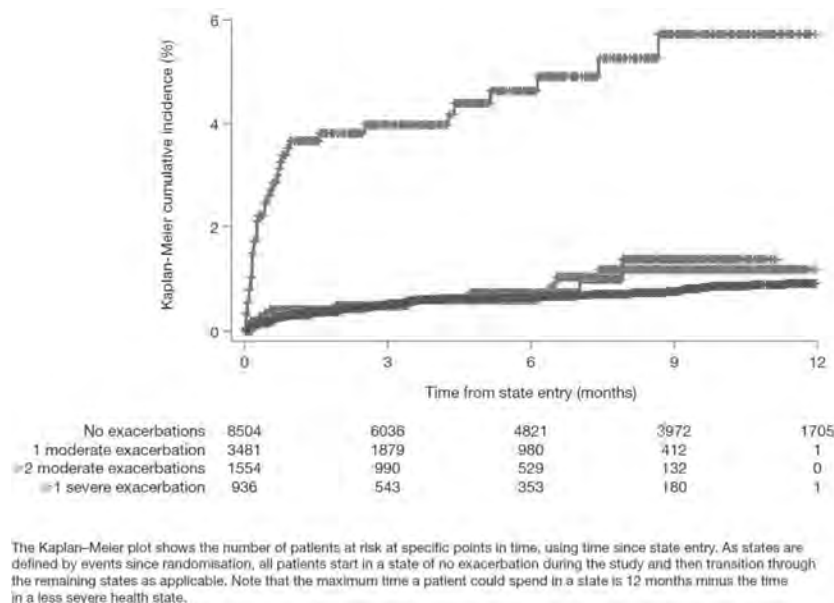 6
4
2
0
Kaplan-Meier cumulative incidence (%)
0 3 6 9 12
Time from state entry (months)
No exacerbations 8504 6036 4821 3972 1705
1 moderate exacerbation 3481 1879 980 412 1
≥2 moderate exacerbations 1554 990 529 132 0
≥1 severe exacerbation 936 543 353 180 1
The Kaplan–Meier plot shows the number of patients at risk at specific points in time, using time since state entry. As states are
defined by events since randomisation, all patients start in a state of no exacerbation during the study and then transition through
the remaining states as applicable. Note that the maximum time a patient could spend in a state is 12 months minus the time
in a less severe health state.